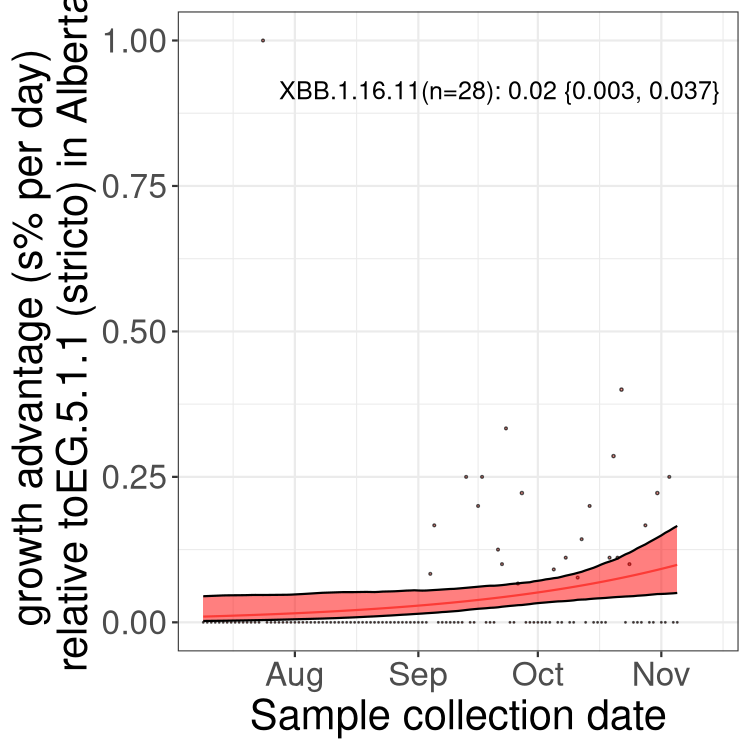 growth advantage (s% per day)
relative toEG.5.1.1 (stricto) in Alberta
1.00
0.75
0.50
0.25
0.00
XBB.1.16.11(n=28): 0.02 {0.003, 0.037}
Aug Sep Oct Nov
Sample collection date